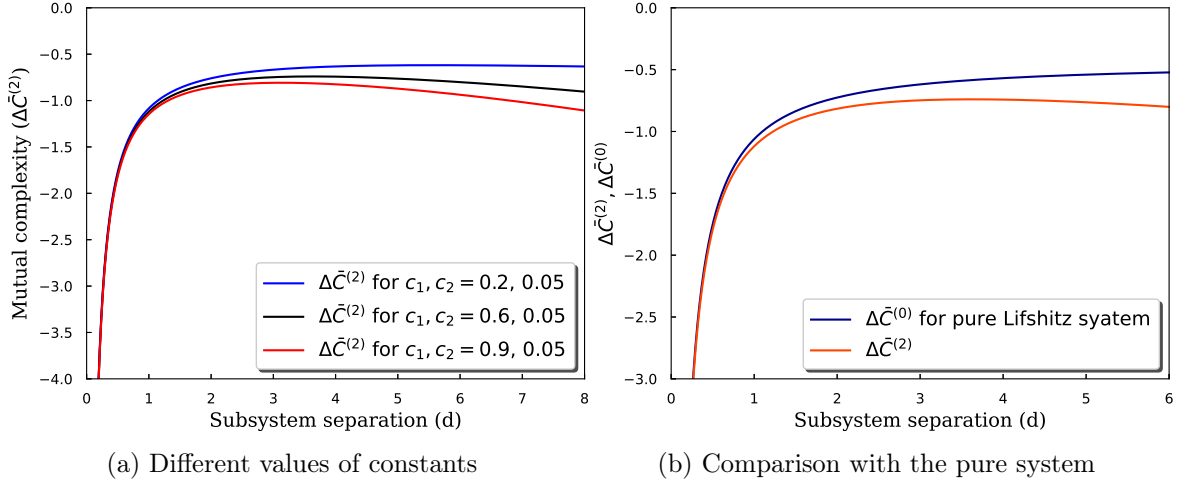 Mutual complexity (ΔC̄⁽²⁾)
0.0
−0.5
−1.0
−1.5
−2.0
−2.5
−3.0
−3.5
−4.0
ΔC̄⁽²⁾ for c₁, c₂ = 0.2, 0.05
ΔC̄⁽²⁾ for c₁, c₂ = 0.6, 0.05
ΔC̄⁽²⁾ for c₁, c₂ = 0.9, 0.05
0 1 2 3 4 5 6 7 8
Subsystem separation (d)
(a) Different values of constants
ΔC̄⁽²⁾, ΔC̄⁽⁰⁾
0.0
−0.5
−1.0
−1.5
−2.0
−2.5
−3.0
ΔC̄⁽⁰⁾ for pure Lifshitz syatem
ΔC̄⁽²⁾
0 1 2 3 4 5 6
Subsystem separation (d)
(b) Comparison with the pure system